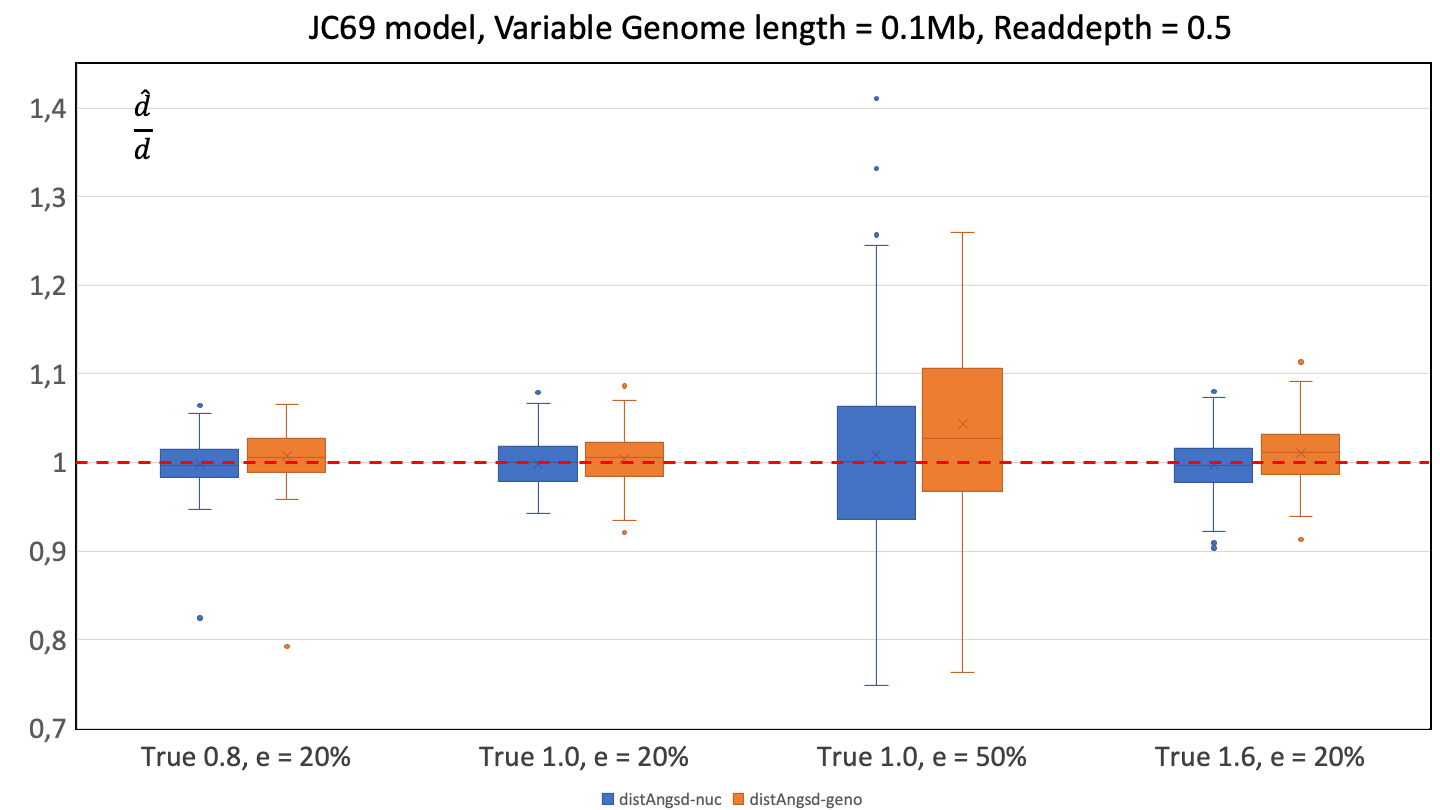 JC69 model, Variable Genome length = 0.1Mb, Readdepth = 0.5
d̂
d
1,4
1,3
1,2
1,1
1
0,9
0,8
0,7
True 0.8, e = 20% True 1.0, e = 20% True 1.0, e = 50% True 1.6, e = 20%
distAngsd-nuc distAngsd-geno